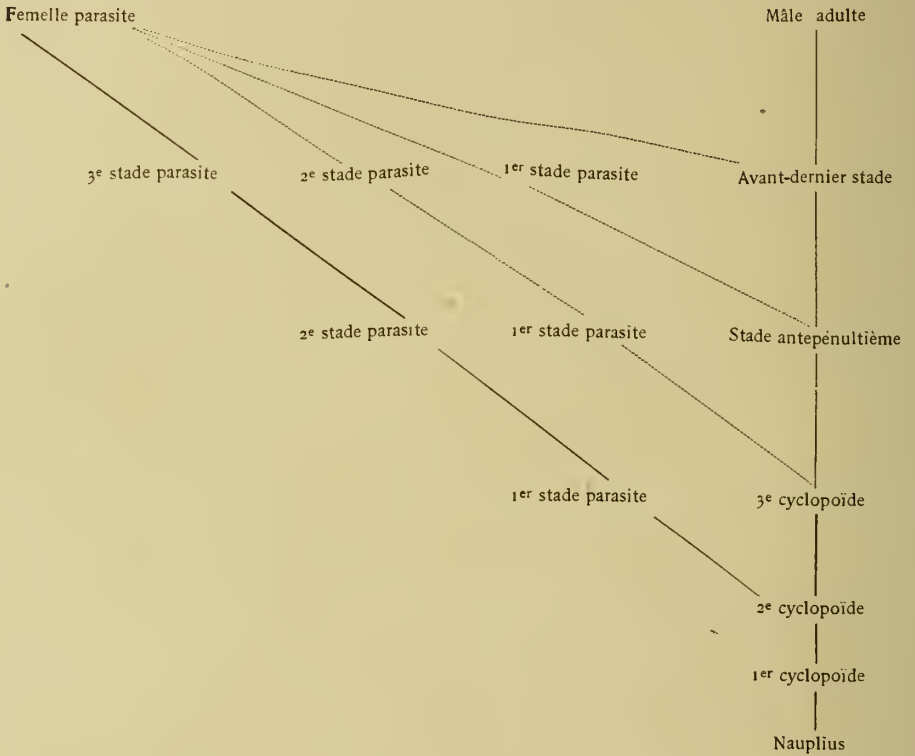 Femelle parasite Mâle adulte
3e stade parasite 2e stade parasite 1er stade parasite Avant-dernier stade
2e stade parasite 1er stade parasite Stade antepénultième
1er stade parasite 3e cyclopoïde
2e cyclopoïde
1er cyclopoïde
Nauplius